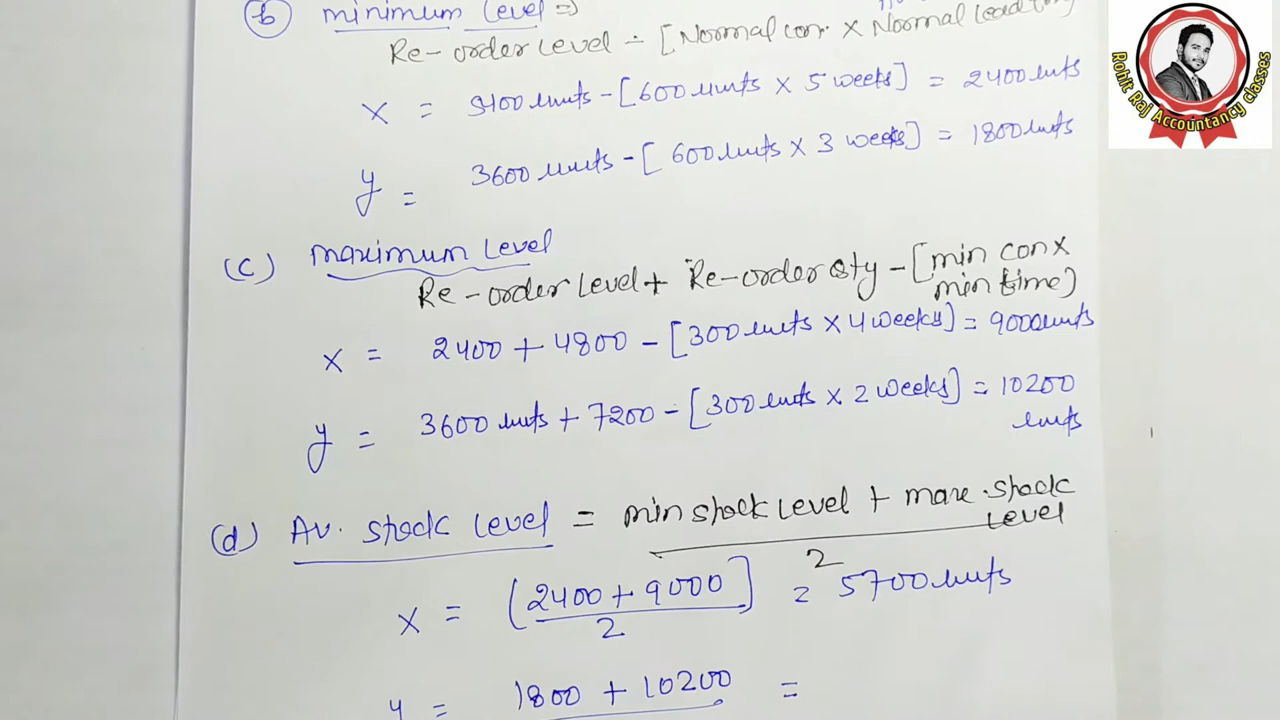 (b) minimum Level ⇒
Re-order Level - [Normal con. X Normal Lead
x = 5400 units - [600 units X 5 weeks] = 2400 units
y = 3600 units - [600 units X 3 weeks] = 1800 units
(c) maximum Level
Re-order Level + Re-order Qty - [min con X
min time]
x = 2400 + 4800 - [300 units X 4 weeks] = 9000 units
y = 3600 units + 7200 - [300 units X 2 weeks] = 10200
units
(d) Av. stock Level = min stock Level + max. stock
Level
2
x = (2400 + 9000] = 5700 units
2
y = 1800 + 10200 =
Rohit Raj Accountancy classes